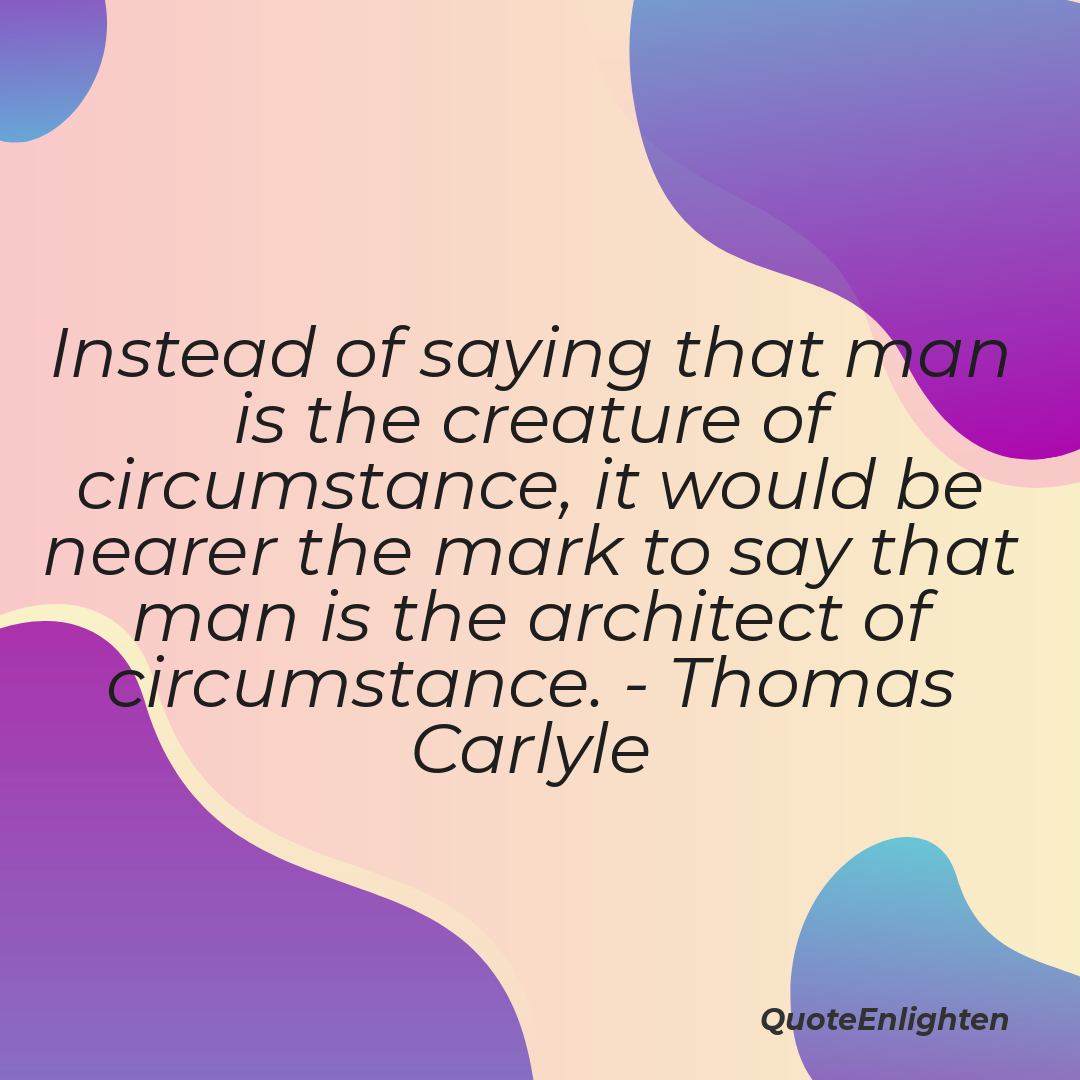 Instead of saying that man
is the creature of
circumstance, it would be
nearer the mark to say that
man is the architect of
circumstance. - Thomas
Carlyle
QuoteEnlighten